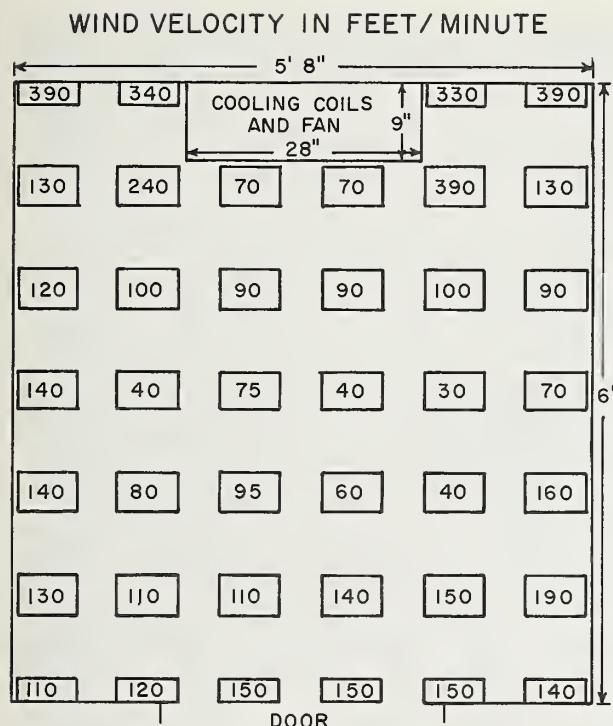 WIND VELOCITY IN FEET/MINUTE
5' 8"
390 340 COOLING COILS 330 390
AND FAN 9"
28"
130 240 70 70 390 130
120 100 90 90 100 90
140 40 75 40 30 70
6'
140 80 95 60 40 160
130 110 110 140 150 190
110 120 150 150 150 140
DOOR